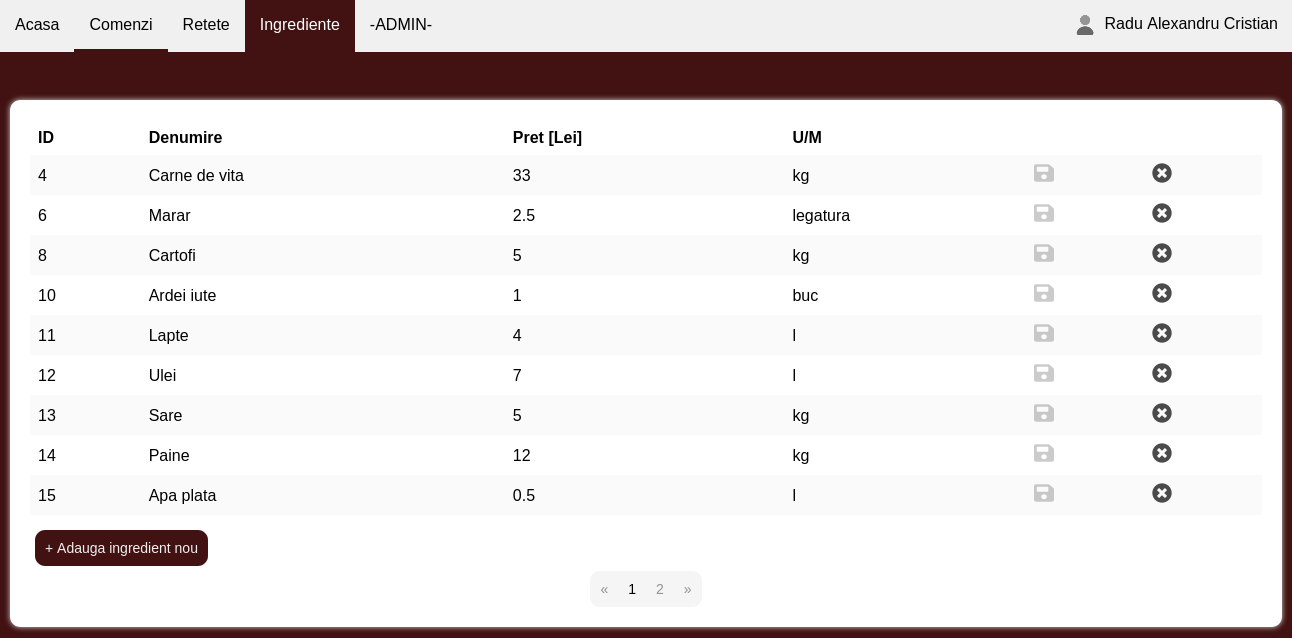 Acasa Comenzi Retete Ingrediente -ADMIN- Radu Alexandru Cristian
ID Denumire Pret [Lei] U/M
4 Carne de vita 33 kg
6 Marar 2.5 legatura
8 Cartofi 5 kg
10 Ardei iute 1 buc
11 Lapte 4 l
12 Ulei 7 l
13 Sare 5 kg
14 Paine 12 kg
15 Apa plata 0.5 l
+ Adauga ingredient nou
« 1 2 »